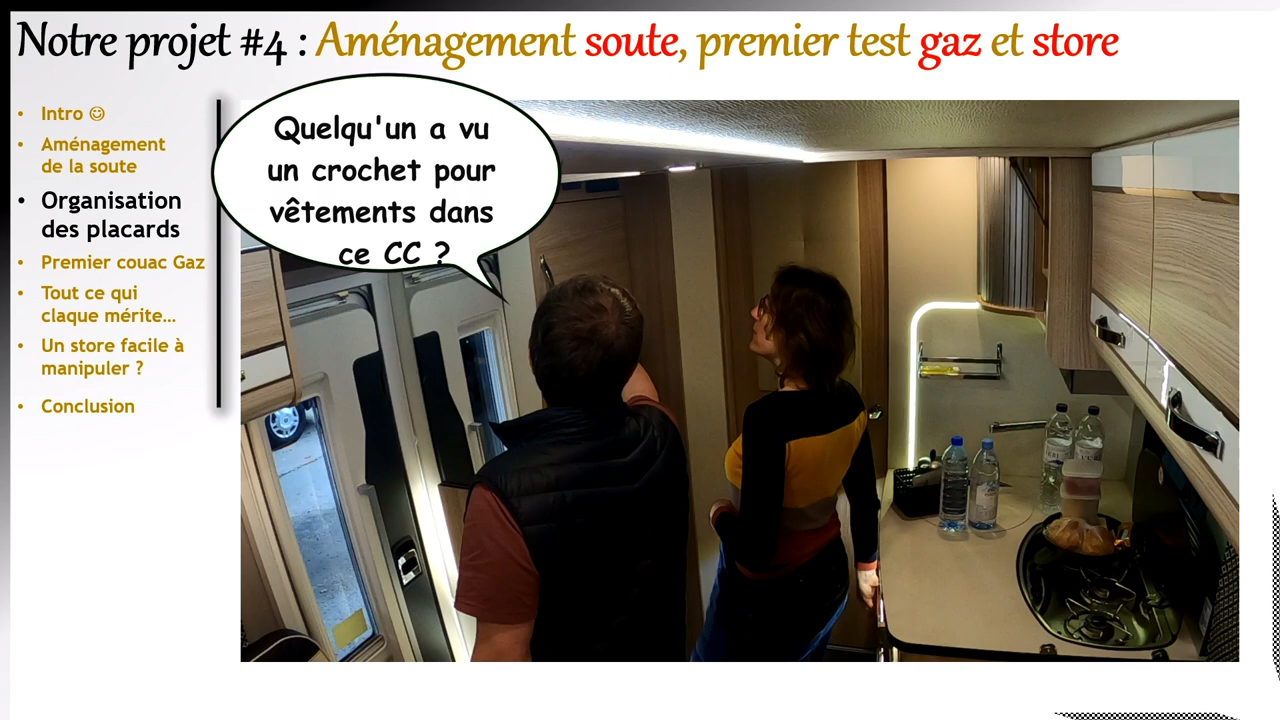 Notre projet #4 : Aménagement soute, premier test gaz et store
• Intro ☺
• Aménagement
de la soute
• Organisation
des placards
• Premier couac Gaz
• Tout ce qui
claque mérite…
• Un store facile à
manipuler ?
• Conclusion
Quelqu'un a vu
un crochet pour
vêtements dans
ce CC ?